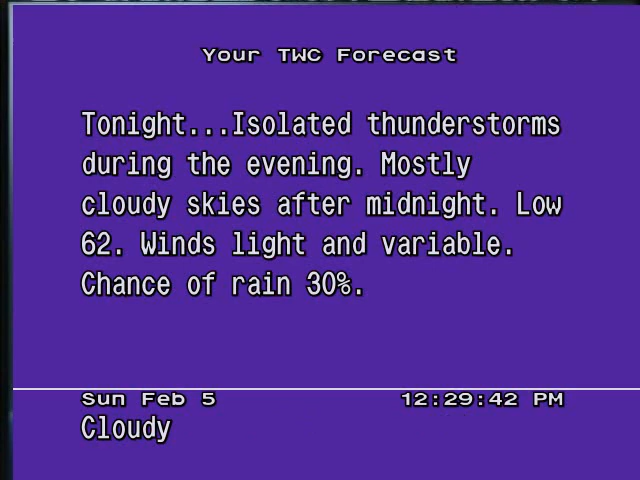 Your TWC Forecast
Tonight...Isolated thunderstorms
during the evening. Mostly
cloudy skies after midnight. Low
62. Winds light and variable.
Chance of rain 30%.
Sun Feb 5 12:29:42 PM
Cloudy